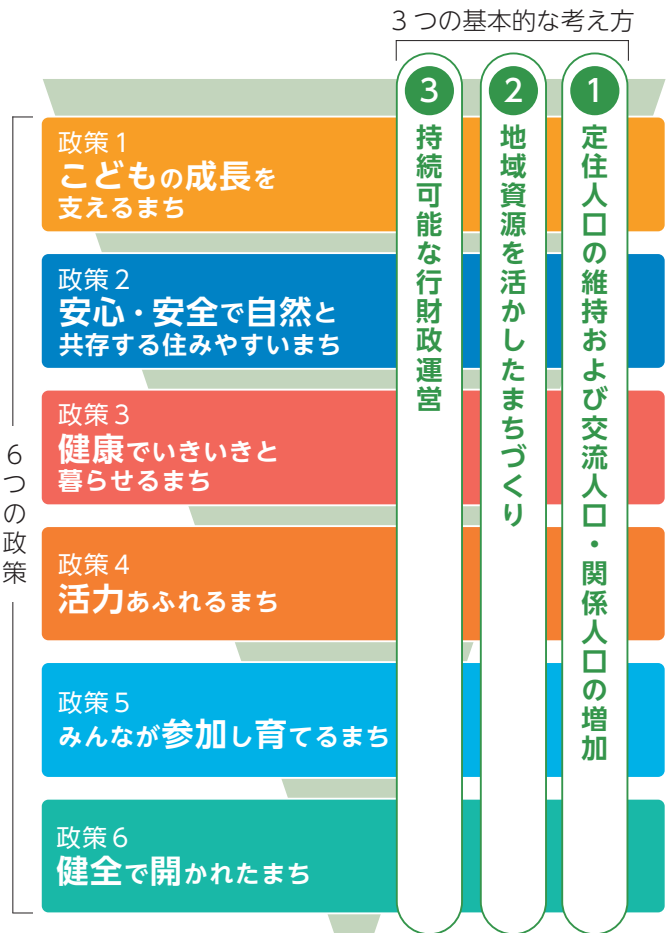 3つの基本的な考え方
1
定住人口の維持および交流人口・関係人口の増加
2
地域資源を活かしたまちづくり
3
持続可能な行財政運営
6つの政策
政策1
こどもの成長を
支えるまち
政策2
安心・安全で自然と
共存する住みやすいまち
政策3
健康でいきいきと
暮らせるまち
政策4
活力あふれるまち
政策5
みんなが参加し育てるまち
政策6
健全で開かれたまち